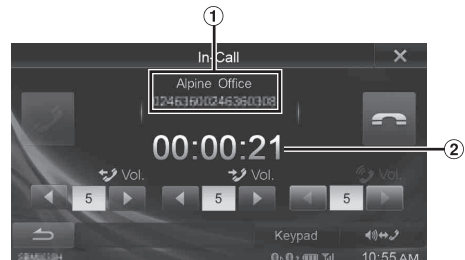 1
In-Call
Alpine Office
02463600246360308
00:00:21
2
Vol.
Vol.
Vol.
5
5
5
Keypad
10:55 AM